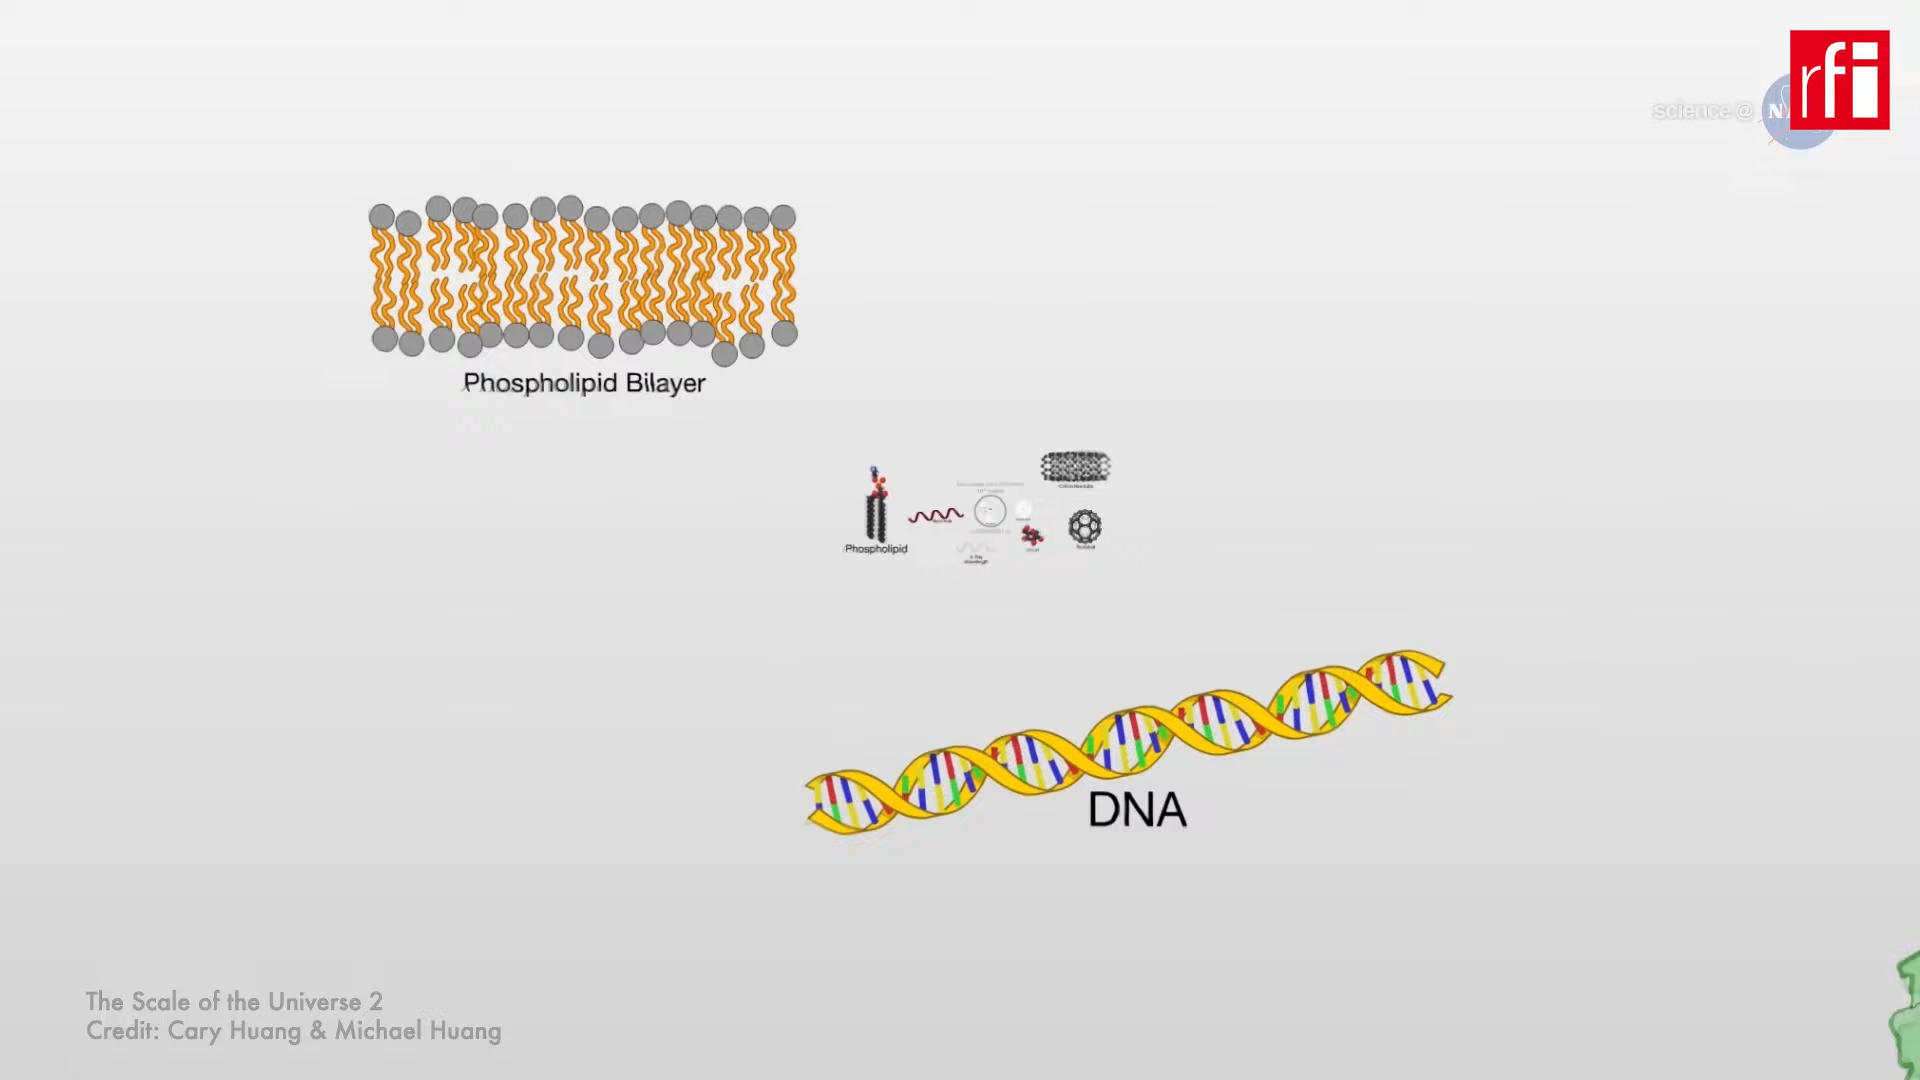 rfi
science @
Phospholipid Bilayer
Phospholipid
DNA
The Scale of the Universe 2
Credit: Cary Huang & Michael Huang